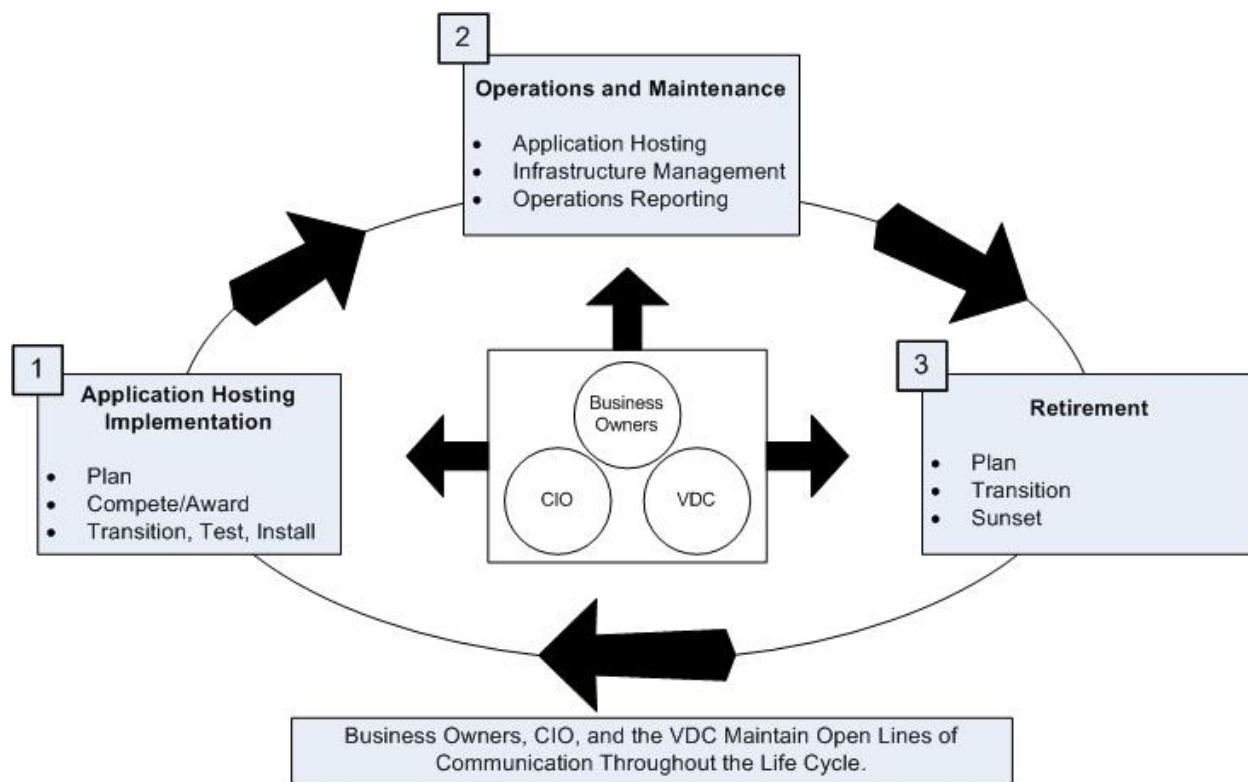 2
Operations and Maintenance
• Application Hosting
• Infrastructure Management
• Operations Reporting
1
Application Hosting
Implementation
• Plan
• Compete/Award
• Transition, Test, Install
Business
Owners
CIO
VDC
3
Retirement
• Plan
• Transition
• Sunset
Business Owners, CIO, and the VDC Maintain Open Lines of
Communication Throughout the Life Cycle.